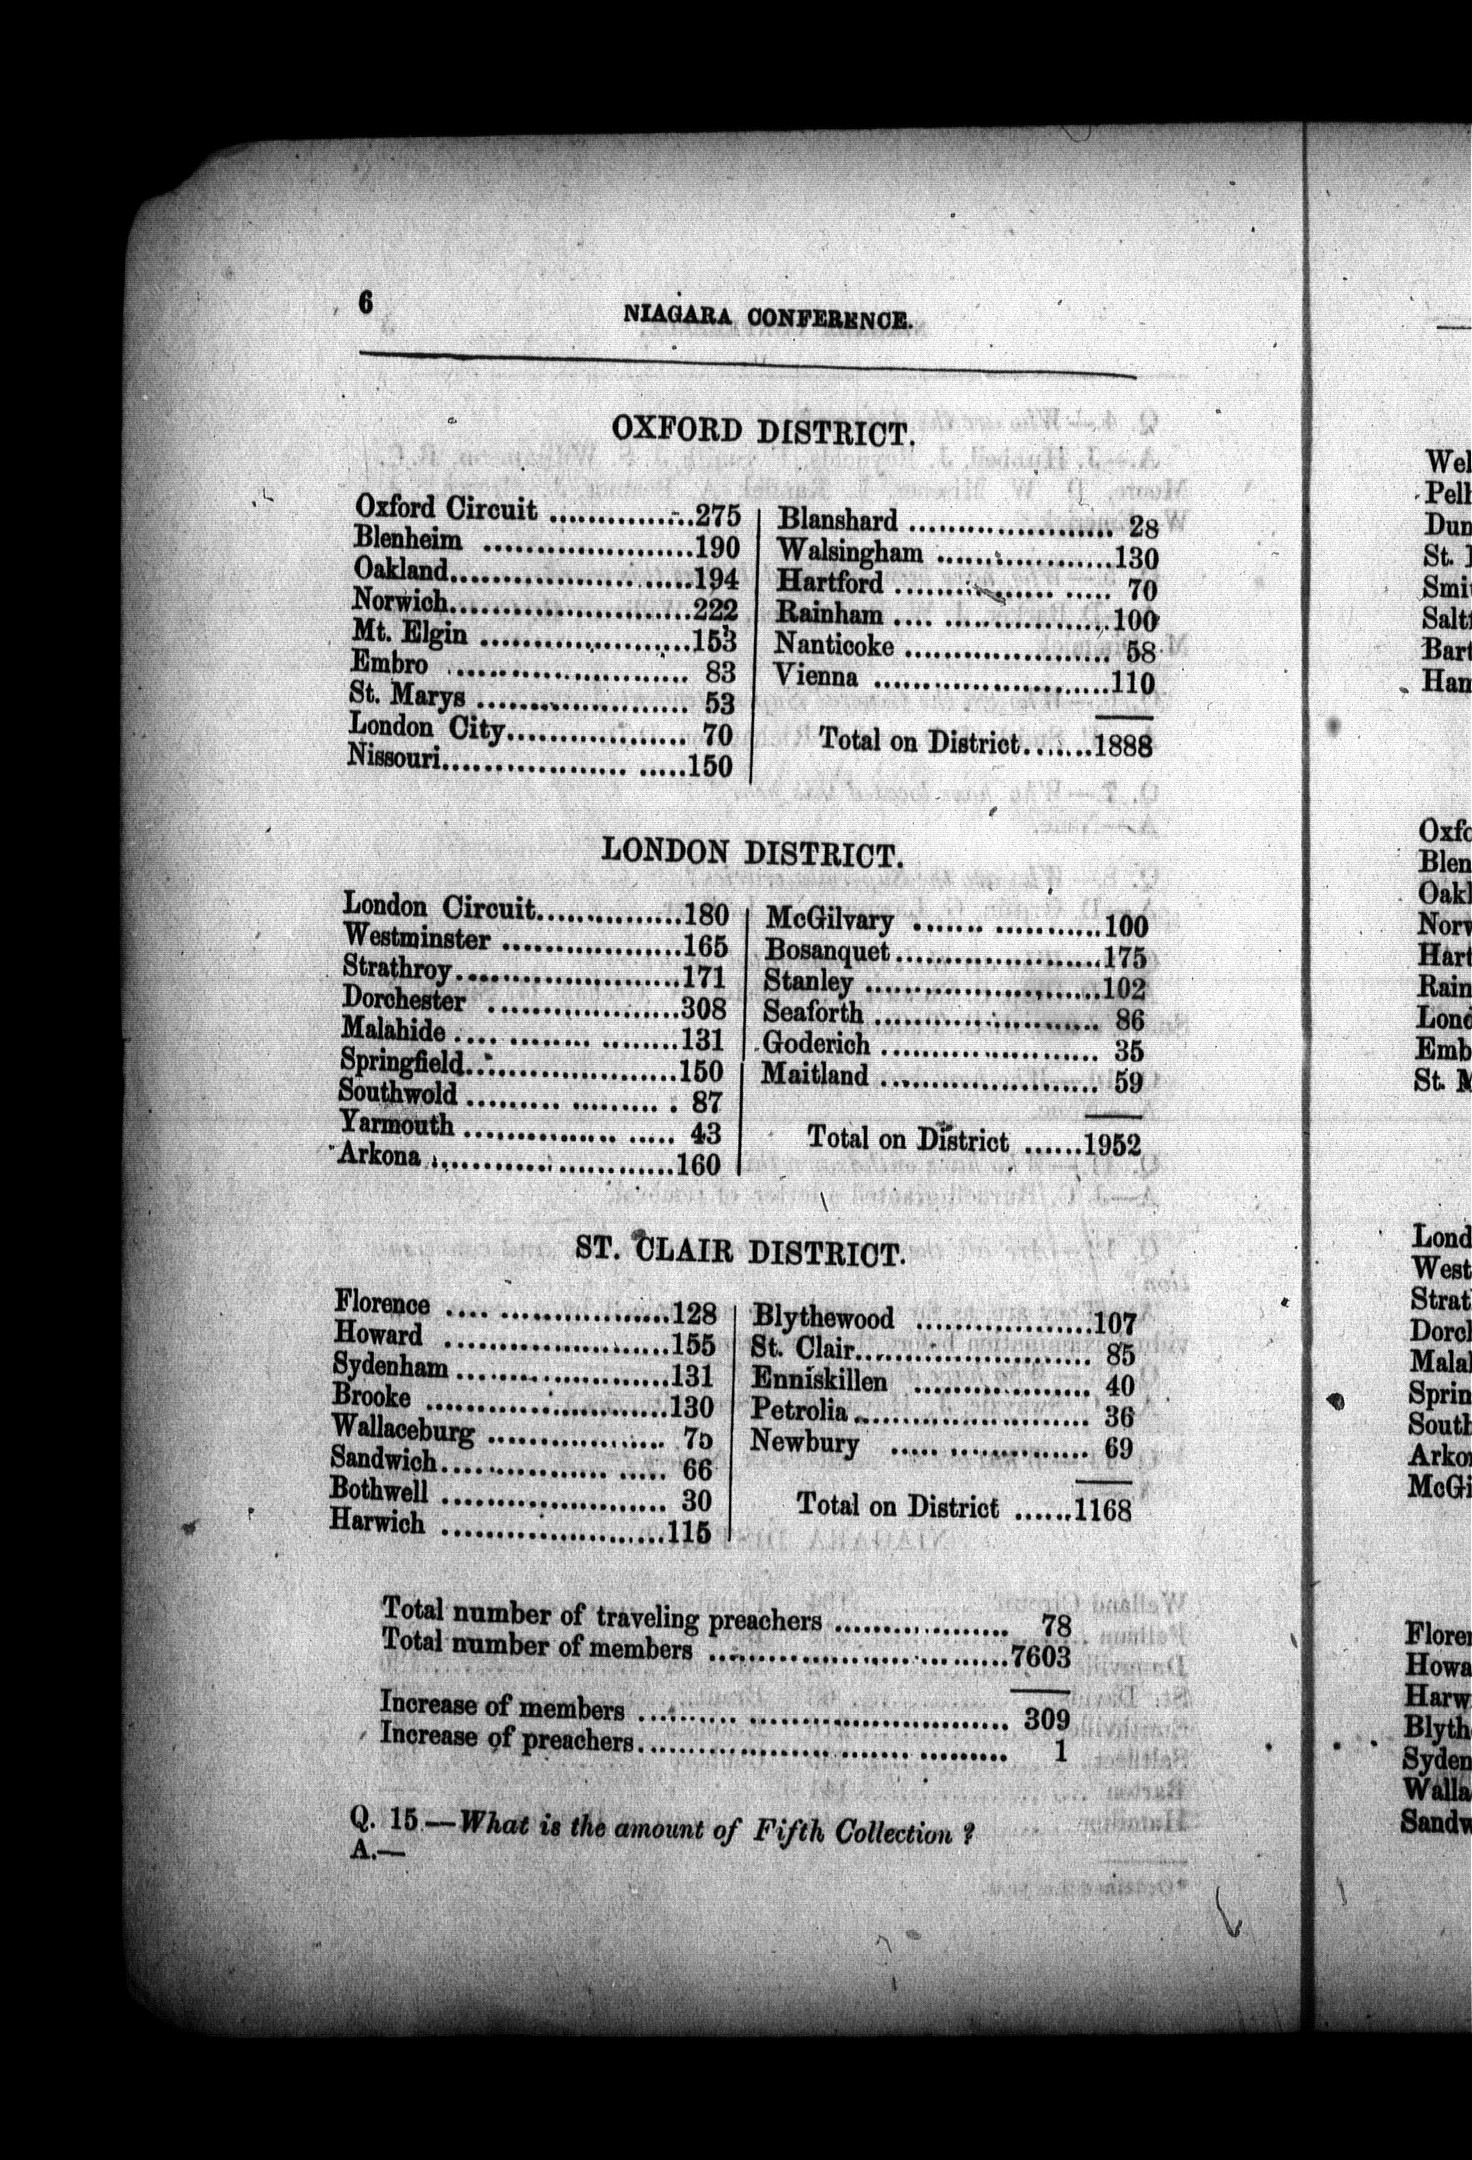 6
NIAGARA CONFERENCE.
OXFORD DISTRICT.
Oxford Circuit ...............275
Blenheim ...............190
Oakland...............194
Norwich...............222
Mt. Elgin ...............153
Embro ............... 83
St. Marys ............... 53
London City............... 70
Nissouri...............150
Blanshard ............... 28
Walsingham ...............130
Hartford ............... 70
Rainham ...............100
Nanticoke ............... 58
Vienna ...............110
Total on District.......1888
LONDON DISTRICT.
London Circuit...............180
Westminster ...............165
Strathroy...............171
Dorchester ...............308
Malahide ...............131
Springfield...............150
Southwold ............... 87
Yarmouth ............... 43
Arkona ...............160
McGilvary ...............100
Bosanquet...............175
Stanley ...............102
Seaforth ............... 86
Goderich ............... 35
Maitland ............... 59
Total on District ......1952
ST. CLAIR DISTRICT.
Florence ...............128
Howard ...............155
Sydenham ...............131
Brooke ...............130
Wallaceburg ............... 75
Sandwich............... 66
Bothwell ............... 30
Harwich ...............115
Blythewood ...............107
St. Clair............... 85
Enniskillen ............... 40
Petrolia............... 36
Newbury ............... 69
Total on District ......1168
Total number of traveling preachers ............... 78
Total number of members ...............7603
Increase of members ............... 309
Increase of preachers............... 1
Q. 15.—What is the amount of Fifth Collection ?
A.—